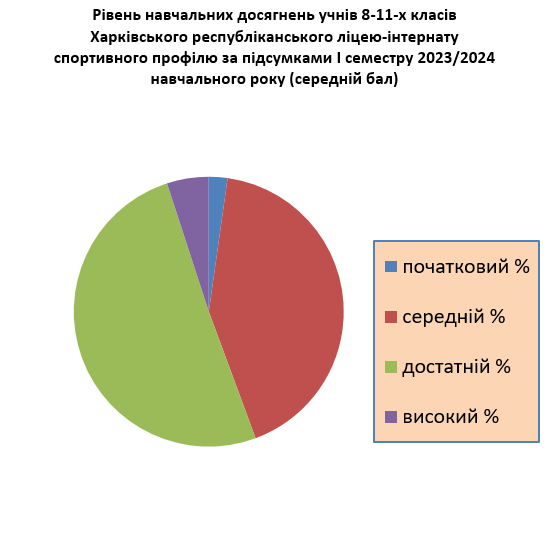 Рівень навчальних досягнень учнів 8-11-х класів
Харківського республіканського ліцею-інтернату
спортивного профілю за підсумками І семестру 2023/2024
навчального року (середній бал)
початковий %
середній %
достатній %
високий %